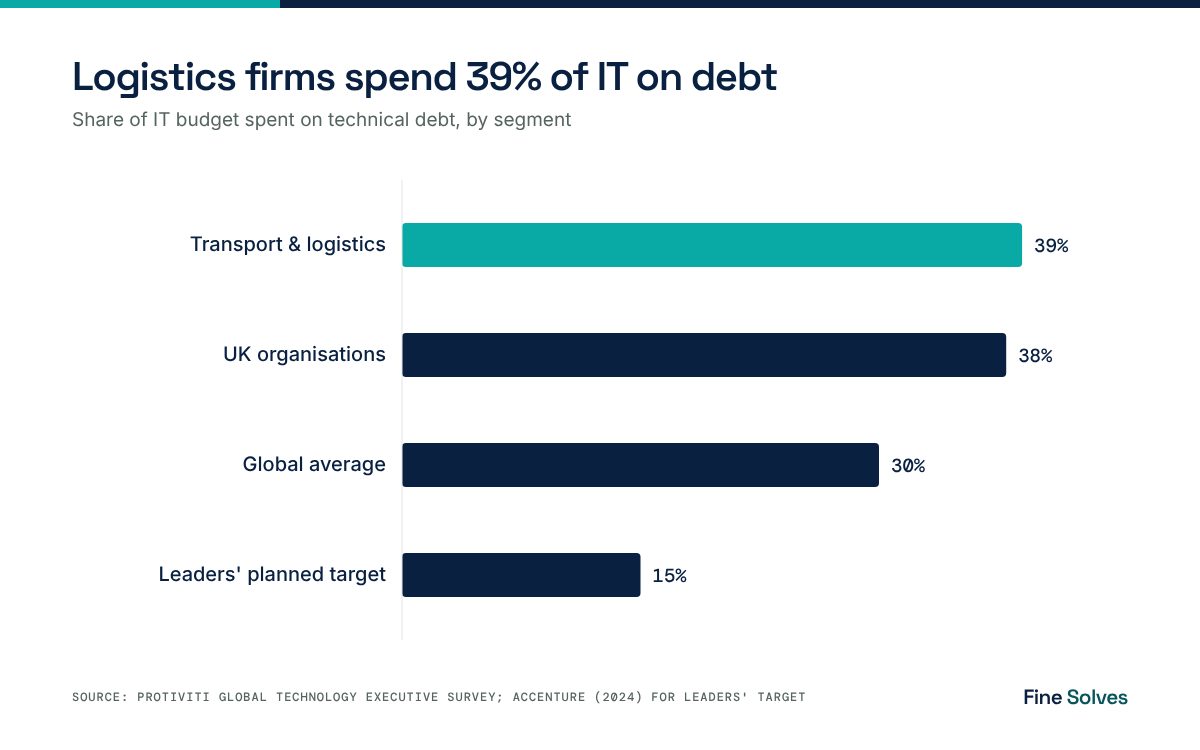 Logistics firms spend 39% of IT on debt
Share of IT budget spent on technical debt, by segment
Transport & logistics
39%
UK organisations
38%
Global average
30%
Leaders' planned target
15%
SOURCE: PROTIVITI GLOBAL TECHNOLOGY EXECUTIVE SURVEY; ACCENTURE (2024) FOR LEADERS' TARGET
Fine Solves